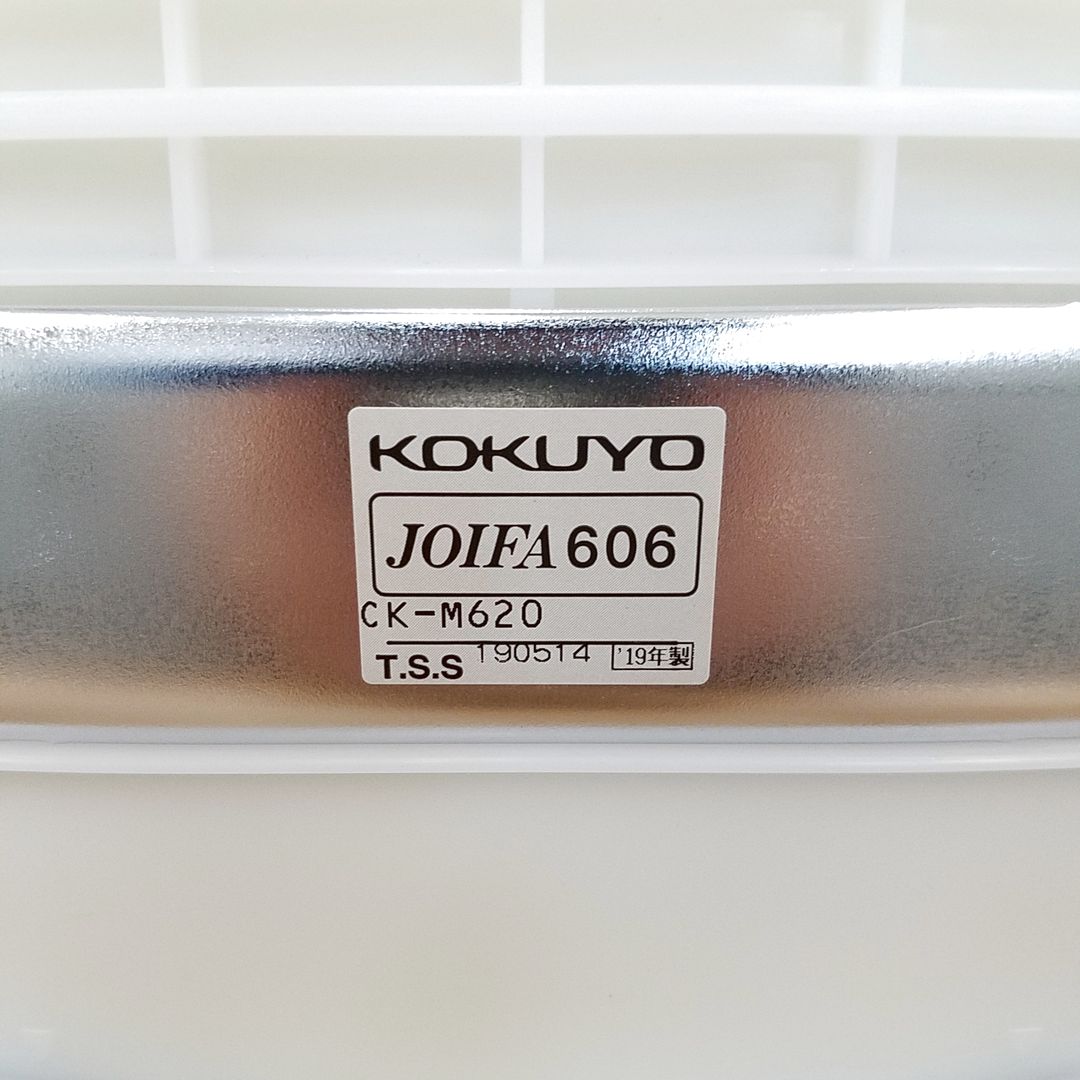 KOKUYO
JOIFA 606
CK-M620
T.S.S 190514 '19年製